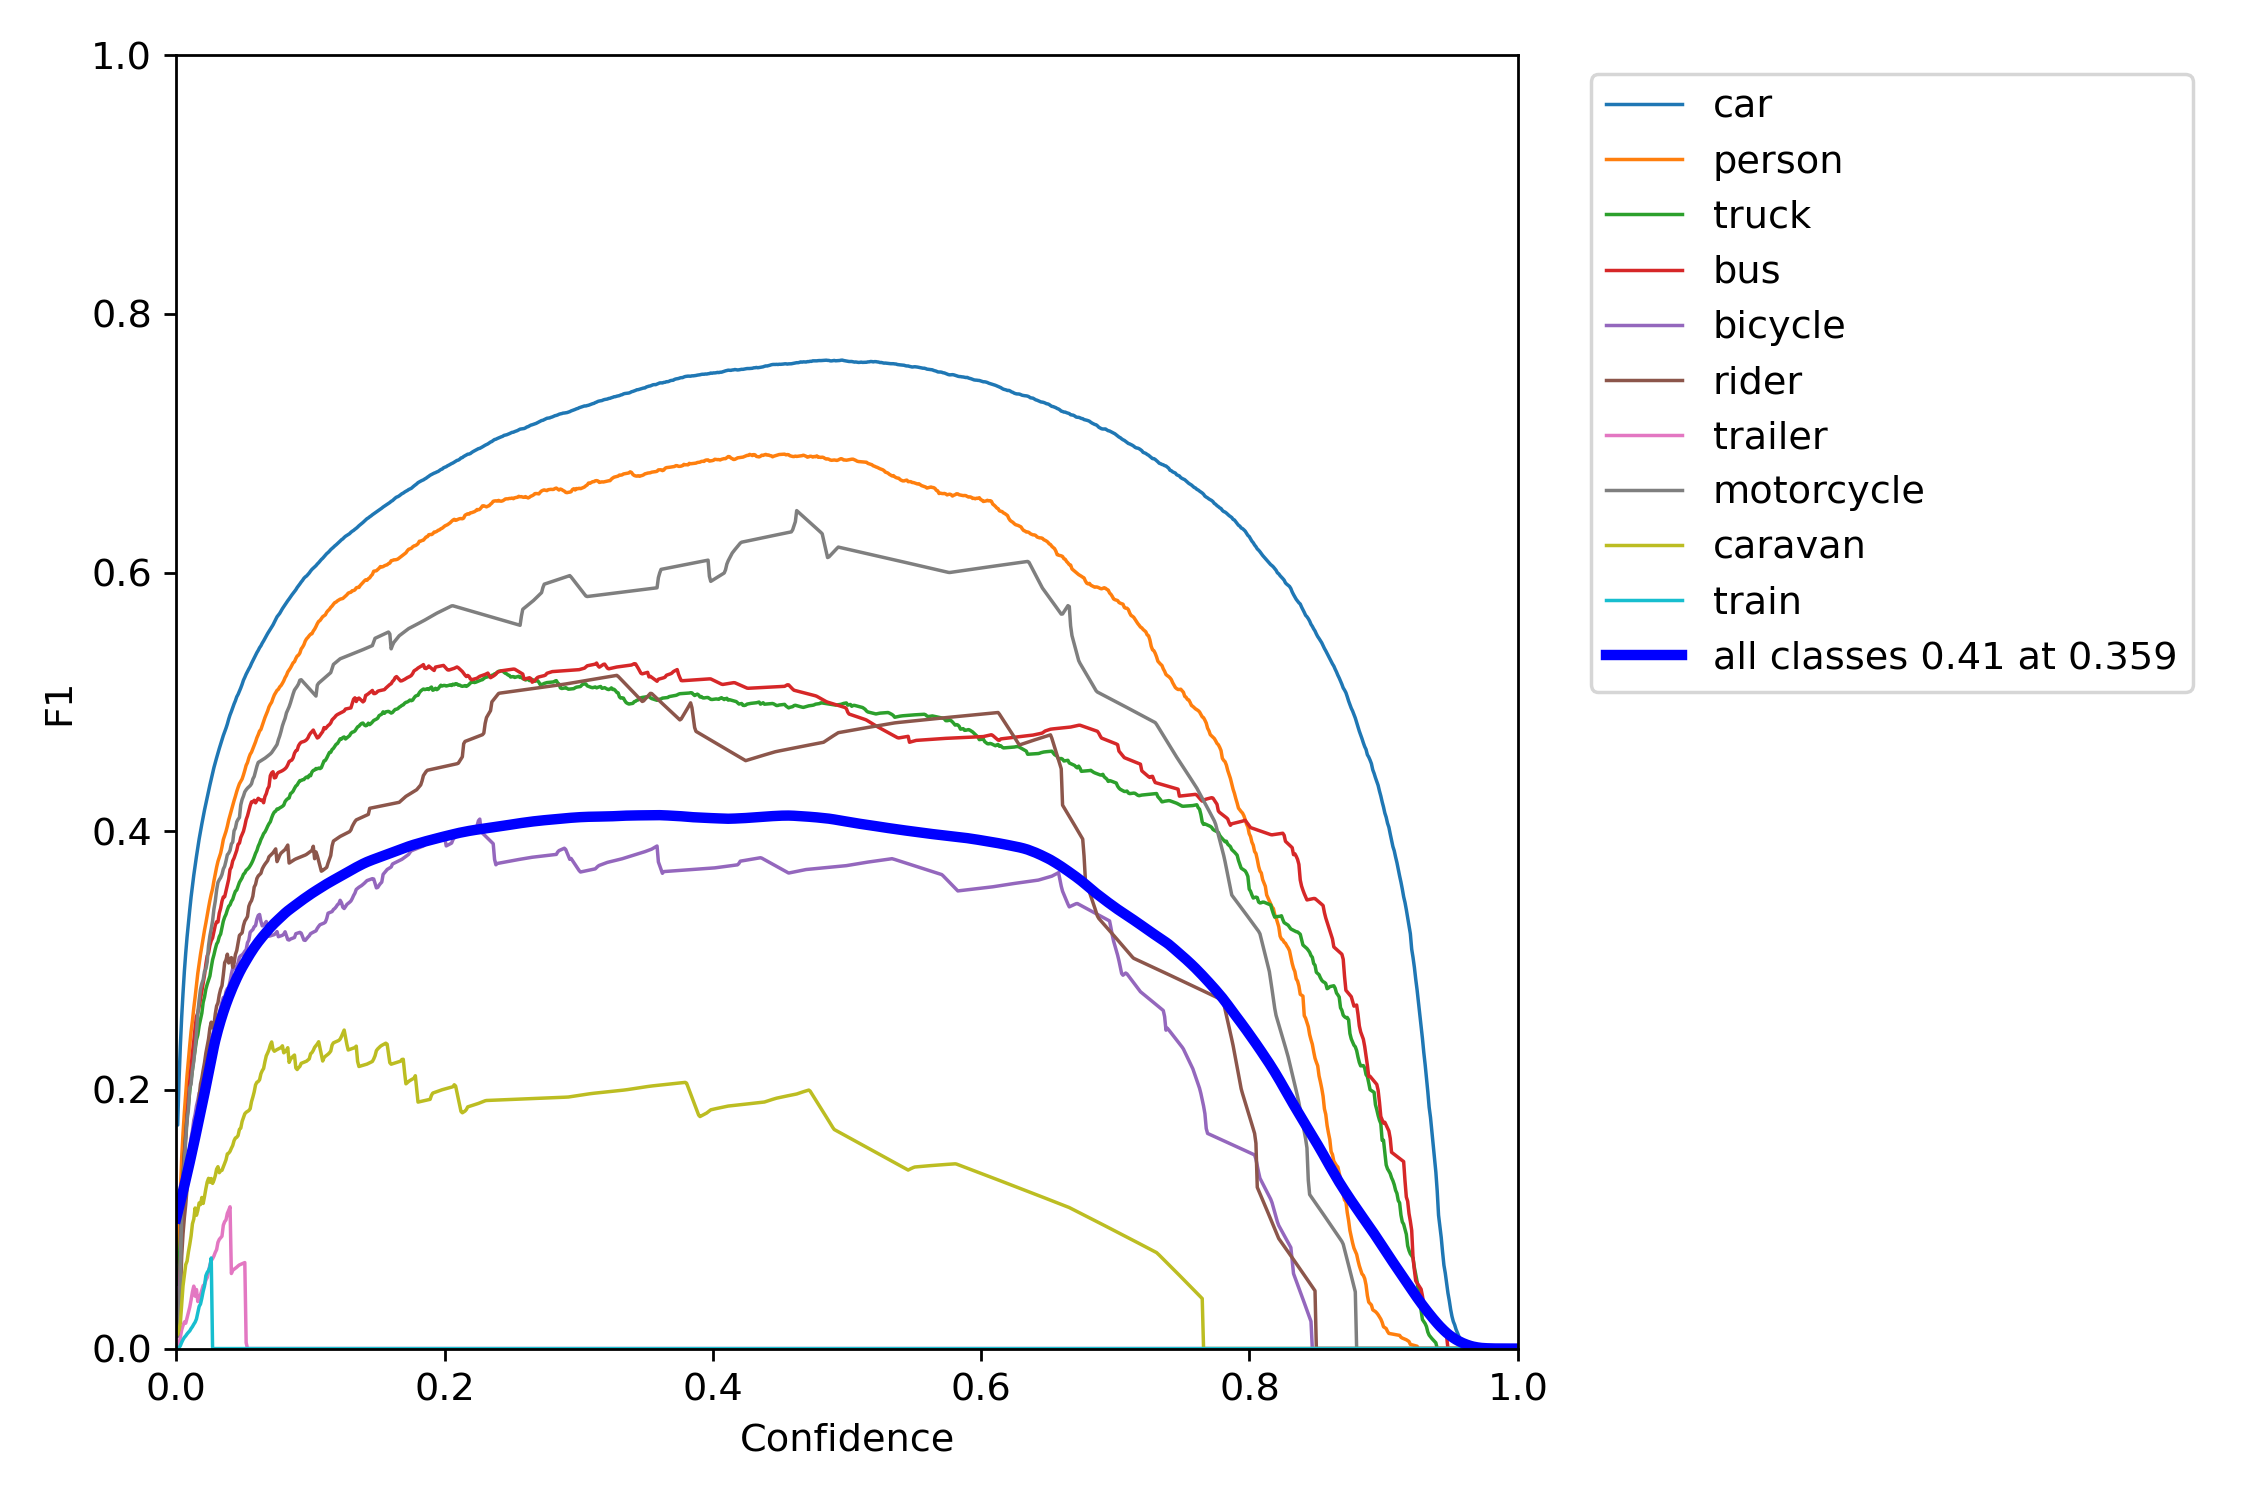 1.0
0.8
0.6
0.4
0.2
0.0
F1
0.0 0.2 0.4 0.6 0.8 1.0
Confidence
car
person
truck
bus
bicycle
rider
trailer
motorcycle
caravan
train
all classes 0.41 at 0.359